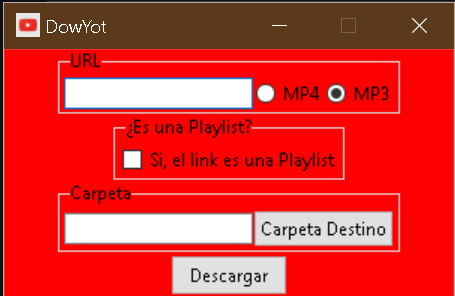 DowYot
URL
MP4 MP3
¿Es una Playlist?
Si, el link es una Playlist
Carpeta
Carpeta Destino
Descargar